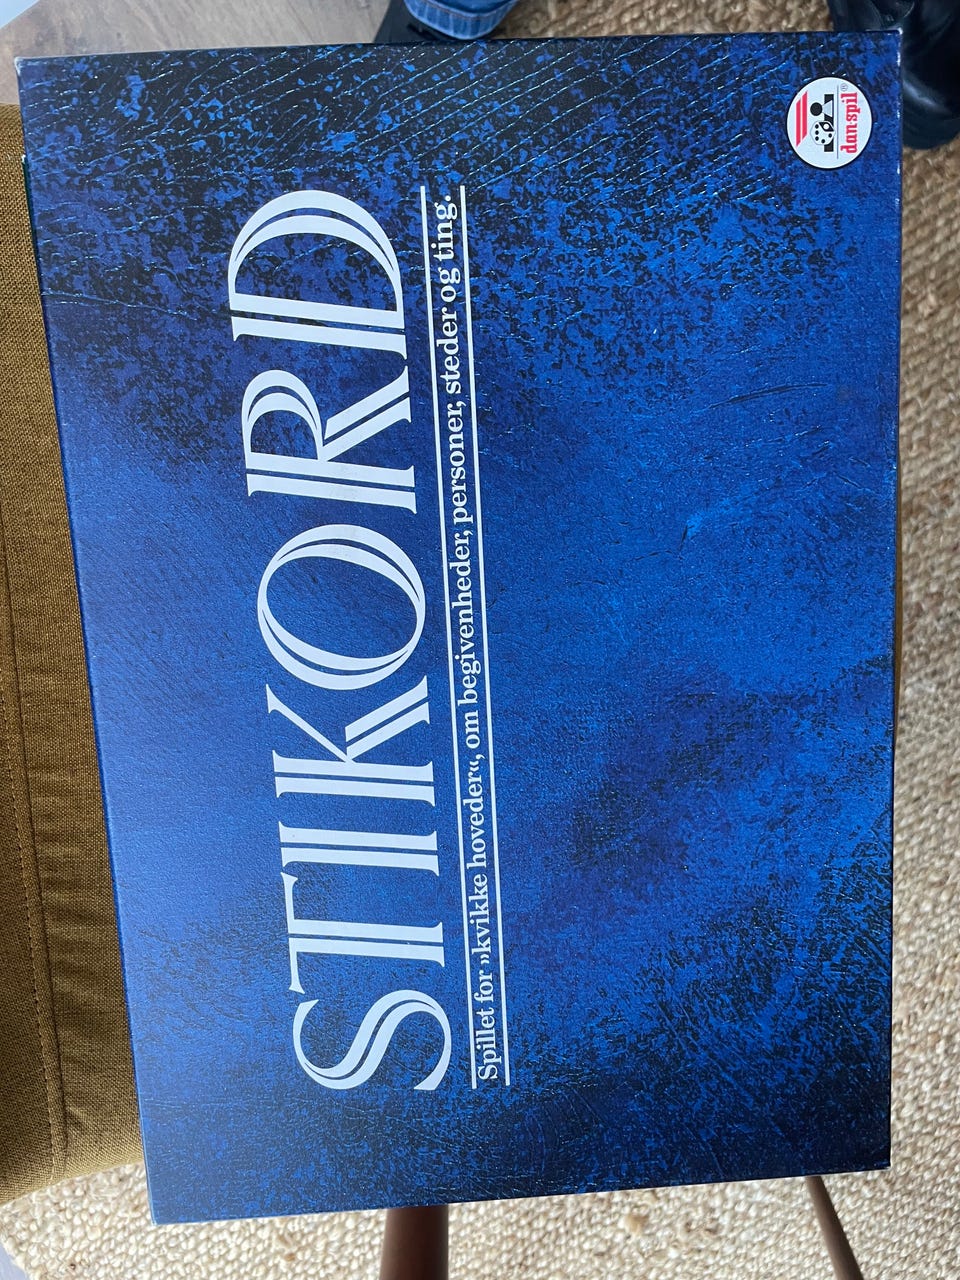 STIKORD
Spillet for »kvikke hoveder«, om begivenheder, personer, steder og ting.
dan-spil®